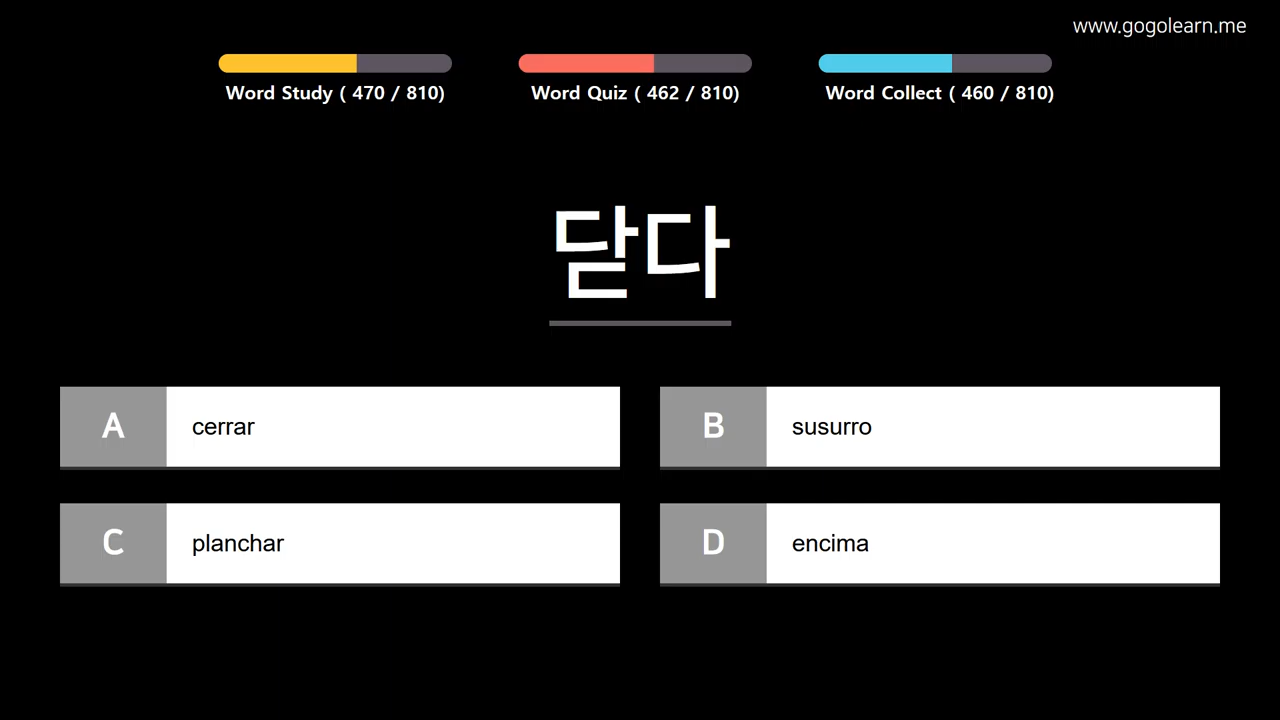 www.gogolearn.me
Word Study ( 470 / 810)
Word Quiz ( 462 / 810)
Word Collect ( 460 / 810)
닫다
A cerrar
B susurro
C planchar
D encima